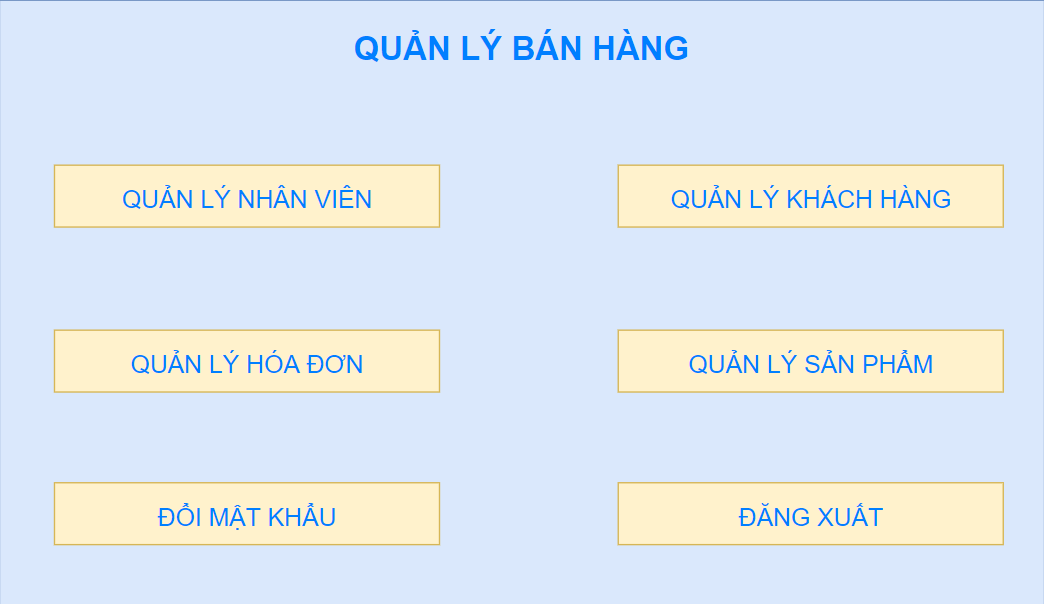 QUẢN LÝ BÁN HÀNG
QUẢN LÝ NHÂN VIÊN
QUẢN LÝ KHÁCH HÀNG
QUẢN LÝ HÓA ĐƠN
QUẢN LÝ SẢN PHẨM
ĐỔI MẬT KHẨU
ĐĂNG XUẤT